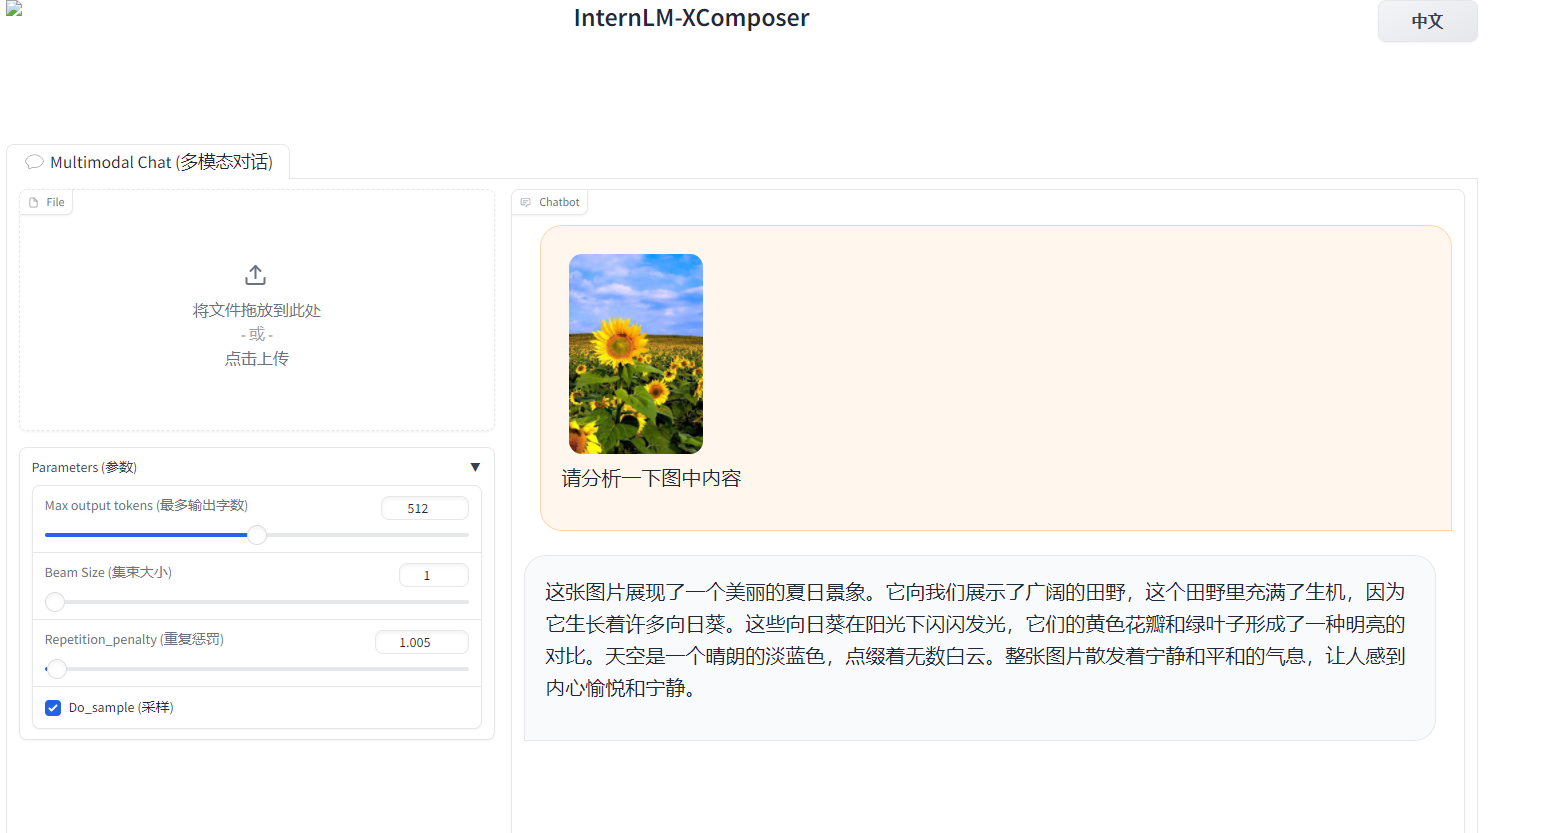 InternLM-XComposer
中文
Multimodal Chat (多模态对话)
File
将文件拖放到此处
- 或 -
点击上传
Parameters (参数)
▼
Max output tokens (最多输出字数)
512
Beam Size (集束大小)
1
Repetition_penalty (重复惩罚)
1.005
Do_sample (采样)
Chatbot
请分析一下图中内容
这张图片展现了一个美丽的夏日景象。它向我们展示了广阔的田野，这个田野里充满了生机，因为
它生长着许多向日葵。这些向日葵在阳光下闪闪发光，它们的黄色花瓣和绿叶子形成了一种明亮的
对比。天空是一个晴朗的淡蓝色，点缀着无数白云。整张图片散发着宁静和平和的气息，让人感到
内心愉悦和宁静。